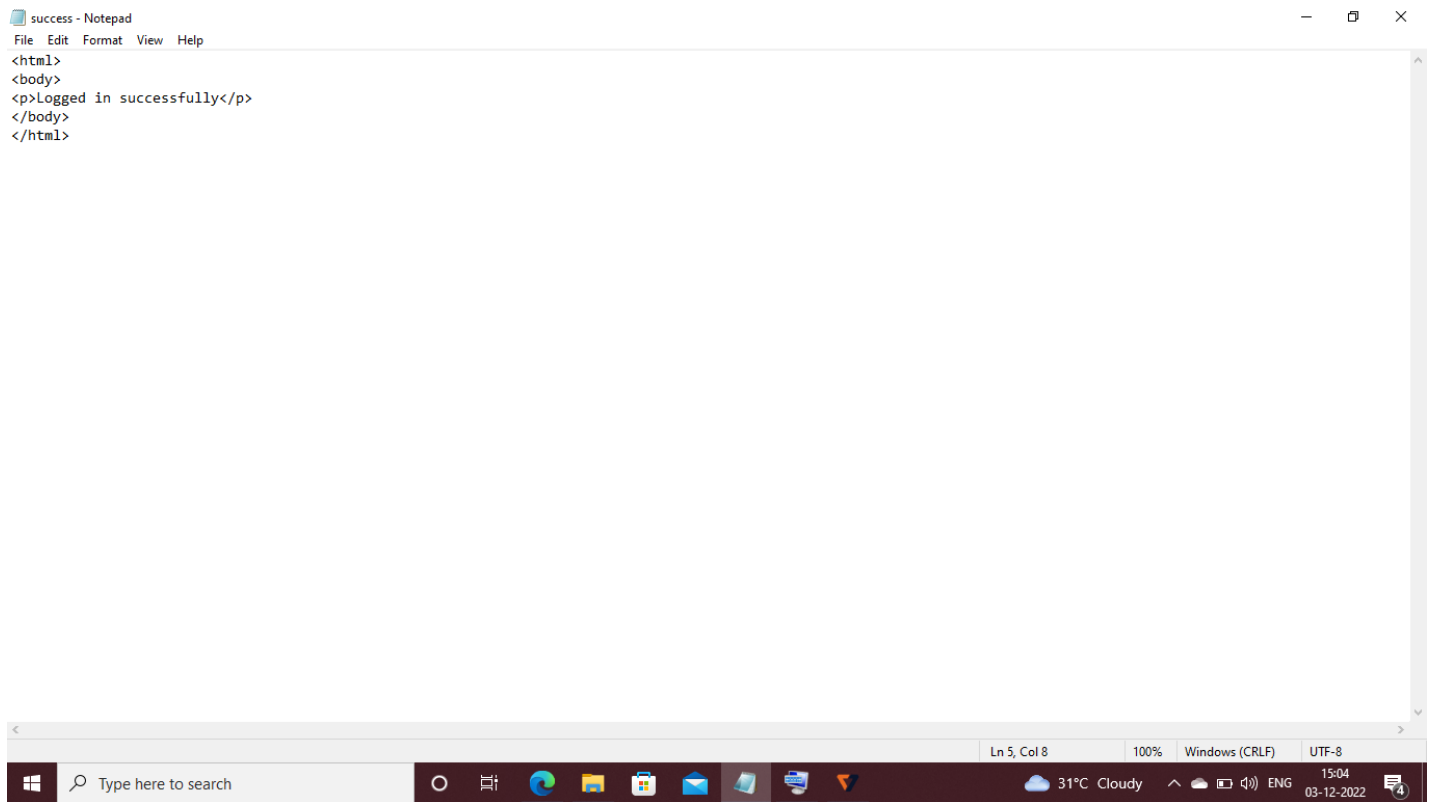 success - Notepad
File Edit Format View Help
<html>
<body>
<p>Logged in successfully</p>
</body>
</html>
Ln 5, Col 8 100% Windows (CRLF) UTF-8
Type here to search
31°C Cloudy
ENG
15:04
03-12-2022
4